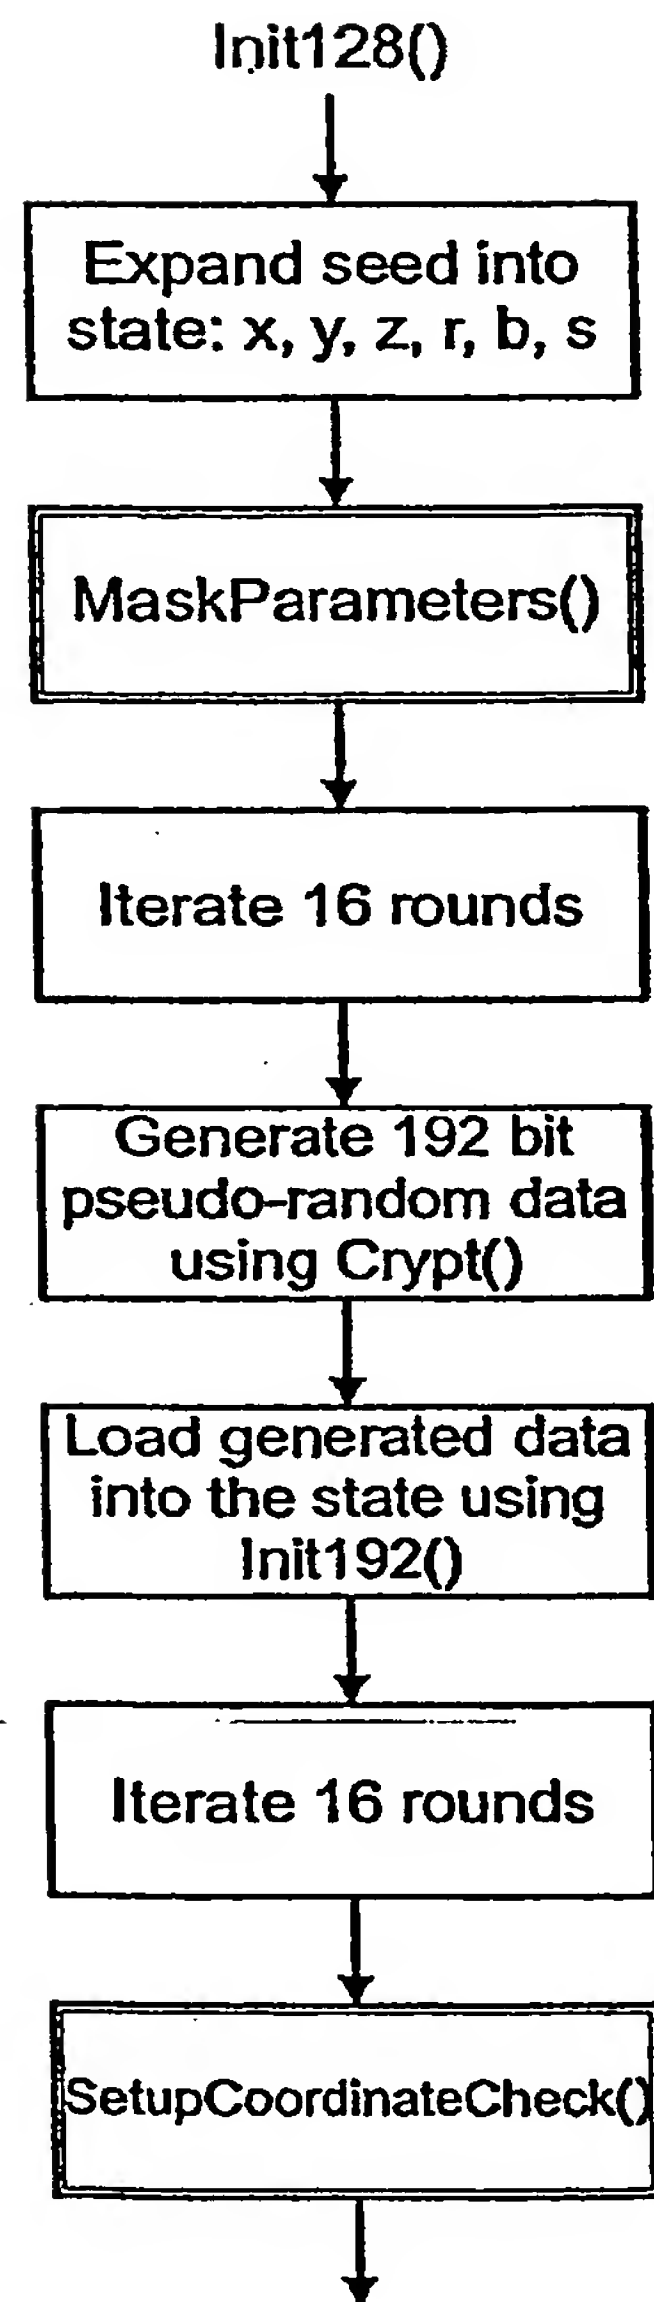 Init128()
Expand seed into
state: x, y, z, r, b, s
MaskParameters()
Iterate 16 rounds
Generate 192 bit
pseudo-random data
using Crypt()
Load generated data
into the state using
Init192()
Iterate 16 rounds
SetupCoordinateCheck()